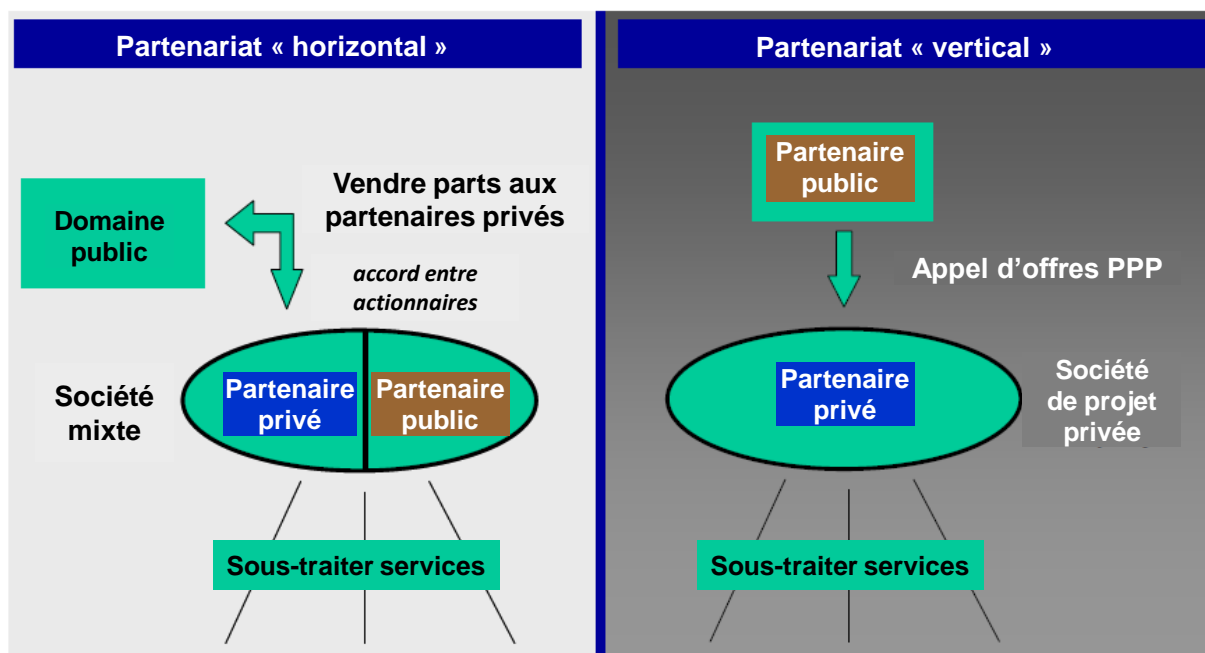 Partenariat « horizontal »
Domaine
public
Vendre parts aux
partenaires privés
accord entre
actionnaires
Société
mixte
Partenaire
privé
Partenaire
public
Sous-traiter services
Partenariat « vertical »
Partenaire
public
Appel d’offres PPP
Partenaire
privé
Société
de projet
privée
Sous-traiter services